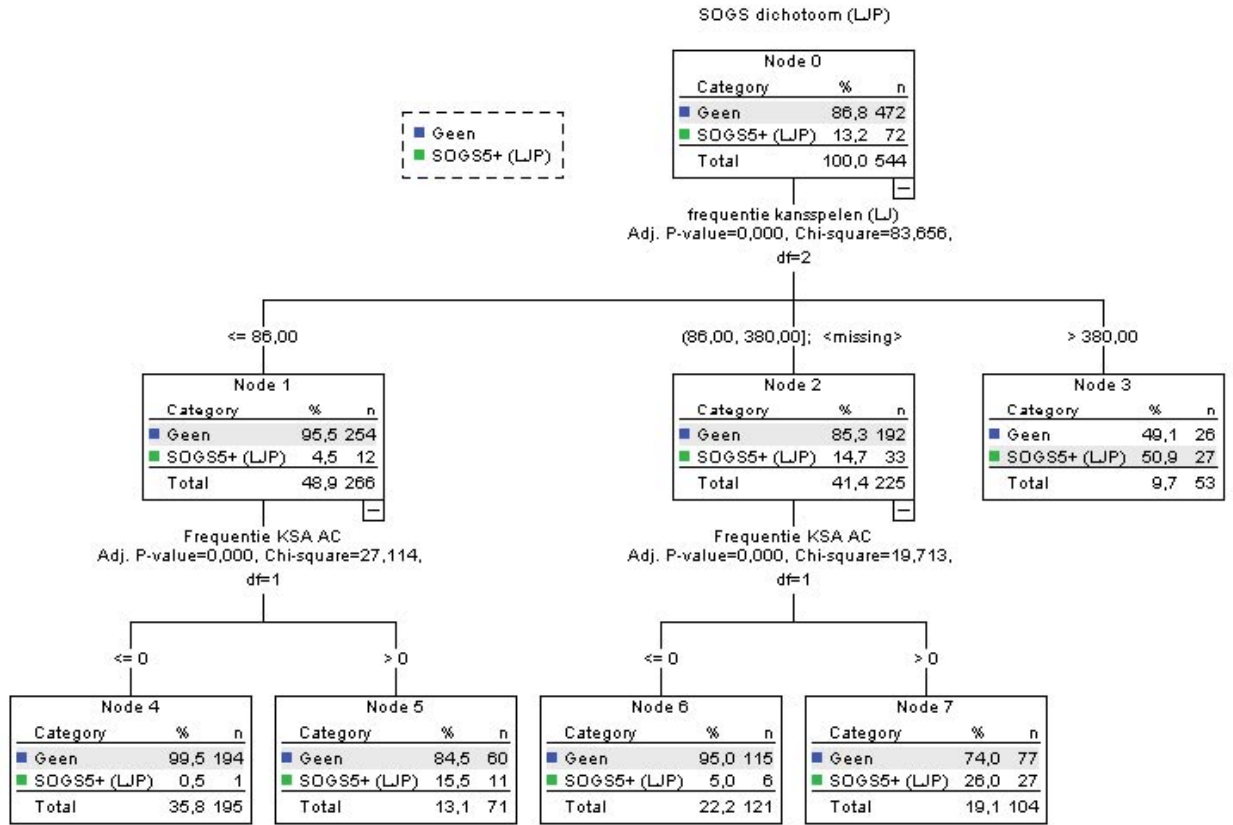 SOGS dichotoom (LJP)
Geen
SOGS5+ (LJP)
Node 0
Category % n
Geen 86,8 472
SOGS5+ (LJP) 13,2 72
Total 100,0 544
frequentie kansspelen (LJ)
Adj. P-value=0,000, Chi-square=83,656,
df=2
<= 86,00
(86,00, 380,00]; <missing>
> 380,00
Node 1
Category % n
Geen 95,5 254
SOGS5+ (LJP) 4,5 12
Total 48,9 266
Node 2
Category % n
Geen 85,3 192
SOGS5+ (LJP) 14,7 33
Total 41,4 225
Node 3
Category % n
Geen 49,1 26
SOGS5+ (LJP) 50,9 27
Total 9,7 53
Frequentie KSA AC
Adj. P-value=0,000, Chi-square=27,114,
df=1
Frequentie KSA AC
Adj. P-value=0,000, Chi-square=19,713,
df=1
<= 0
> 0
<= 0
> 0
Node 4
Category % n
Geen 99,5 194
SOGS5+ (LJP) 0,5 1
Total 35,8 195
Node 5
Category % n
Geen 84,5 60
SOGS5+ (LJP) 15,5 11
Total 13,1 71
Node 6
Category % n
Geen 95,0 115
SOGS5+ (LJP) 5,0 6
Total 22,2 121
Node 7
Category % n
Geen 74,0 77
SOGS5+ (LJP) 26,0 27
Total 19,1 104